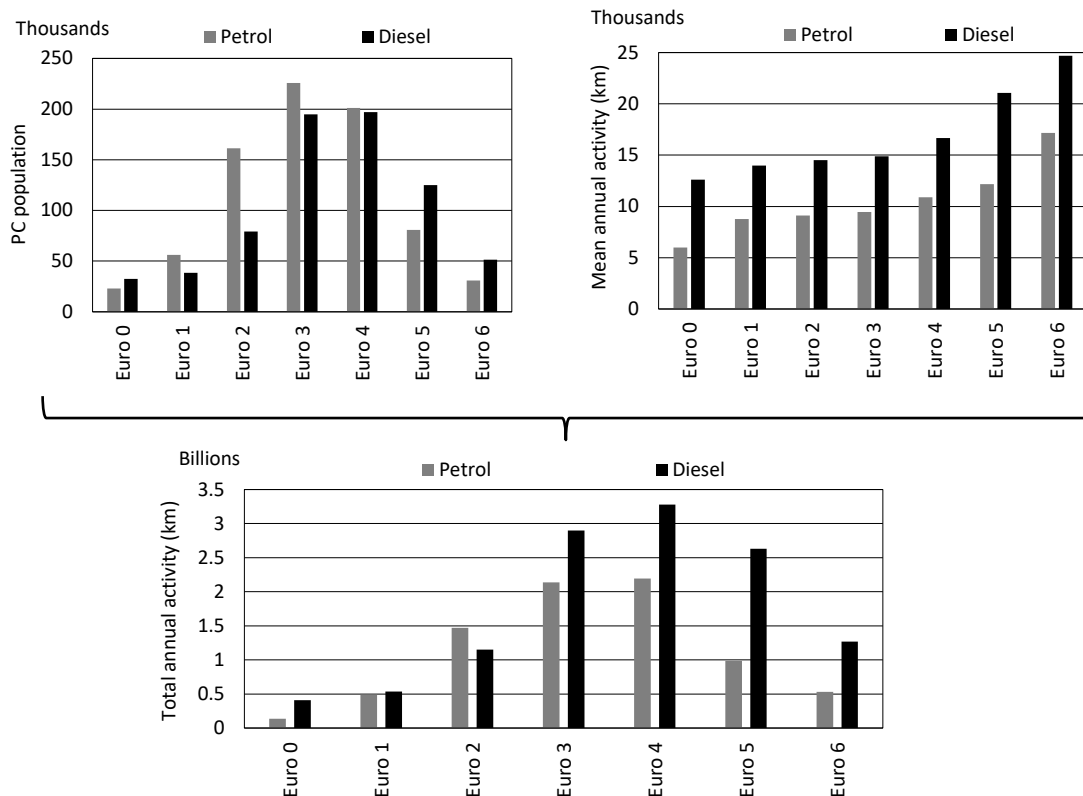 Thousands
Petrol Diesel
PC population
250
200
150
100
50
0
Euro 0 Euro 1 Euro 2 Euro 3 Euro 4 Euro 5 Euro 6
Thousands
Petrol Diesel
Mean annual activity (km)
25
20
15
10
5
0
Euro 0 Euro 1 Euro 2 Euro 3 Euro 4 Euro 5 Euro 6
Billions
Petrol Diesel
Total annual activity (km)
3.5
3
2.5
2
1.5
1
0.5
0
Euro 0 Euro 1 Euro 2 Euro 3 Euro 4 Euro 5 Euro 6